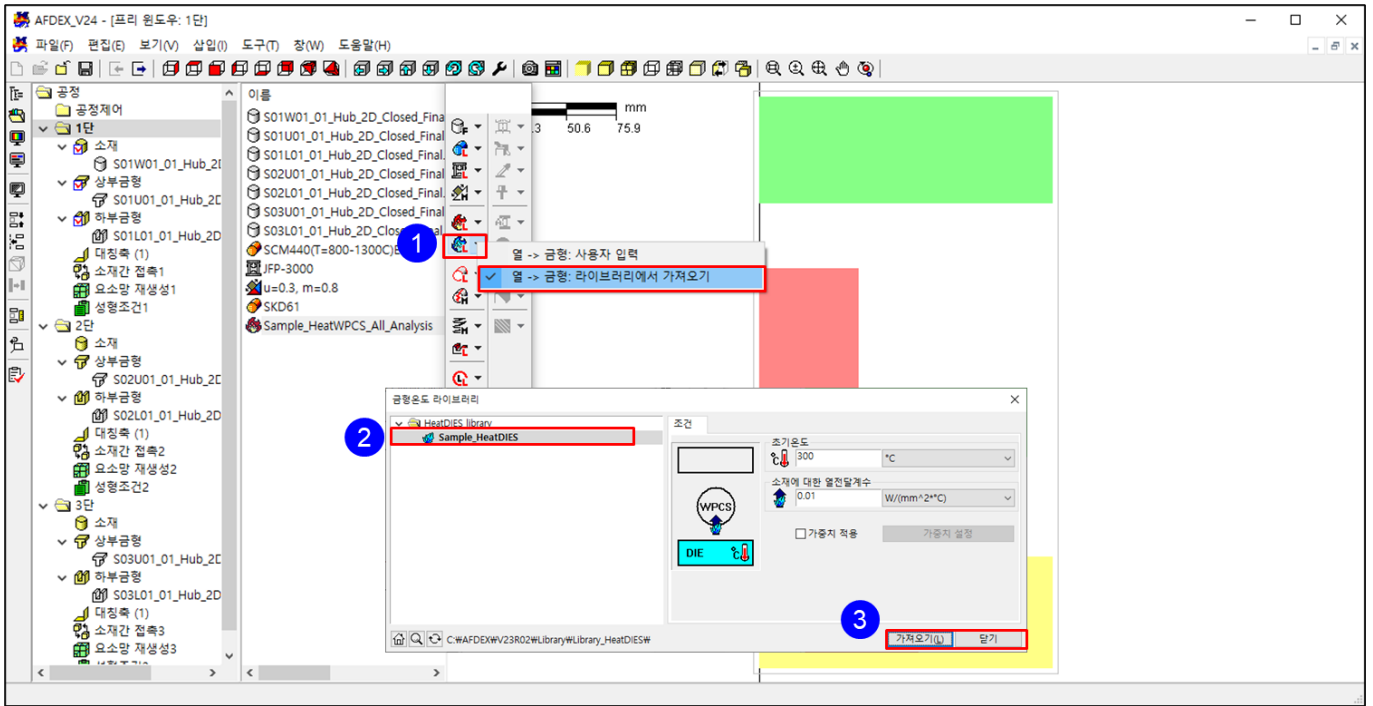 AFDEX_V24 - [프리 윈도우: 1단]
파일(F) 편집(E) 보기(V) 삽입(I) 도구(T) 창(W) 도움말(H)
공정
공정제어
1단
소재
S01W01_01_Hub_2D
상부금형
S01U01_01_Hub_2D
하부금형
S01L01_01_Hub_2D
대칭축 (1)
소재간 접촉1
요소망 재생성1
성형조건1
2단
소재
상부금형
S02U01_01_Hub_2D
하부금형
S02L01_01_Hub_2D
대칭축 (1)
소재간 접촉2
요소망 재생성2
성형조건2
3단
소재
상부금형
S03U01_01_Hub_2D
하부금형
S03L01_01_Hub_2D
대칭축 (1)
소재간 접촉3
요소망 재생성3
이름
S01W01_01_Hub_2D_Closed_Fina
S01U01_01_Hub_2D_Closed_Final
S01L01_01_Hub_2D_Closed_Final.
S02U01_01_Hub_2D_Closed_Final
S02L01_01_Hub_2D_Closed_Final.
S03U01_01_Hub_2D_Closed_Final
S03L01_01_Hub_2D_Closed_Final
SCM440(T=800-1300C)
JFP-3000
u=0.3, m=0.8
SKD61
Sample_HeatWPCS_All_Analysis
mm
.3 50.6 75.9
1
열 -> 금형: 사용자 입력
열 -> 금형: 라이브러리에서 가져오기
금형온도 라이브러리
2
HeatDIES_library
Sample_HeatDIES
조건
WPCS
DIE ℃
초기온도
℃ 300 °C
소재에 대한 열전달계수
0.01 W/(mm^2*°C)
가중치 적용 가중치 설정
3
C:₩AFDEX₩V23R02₩Library₩Library_HeatDIES₩
가져오기(L) 닫기